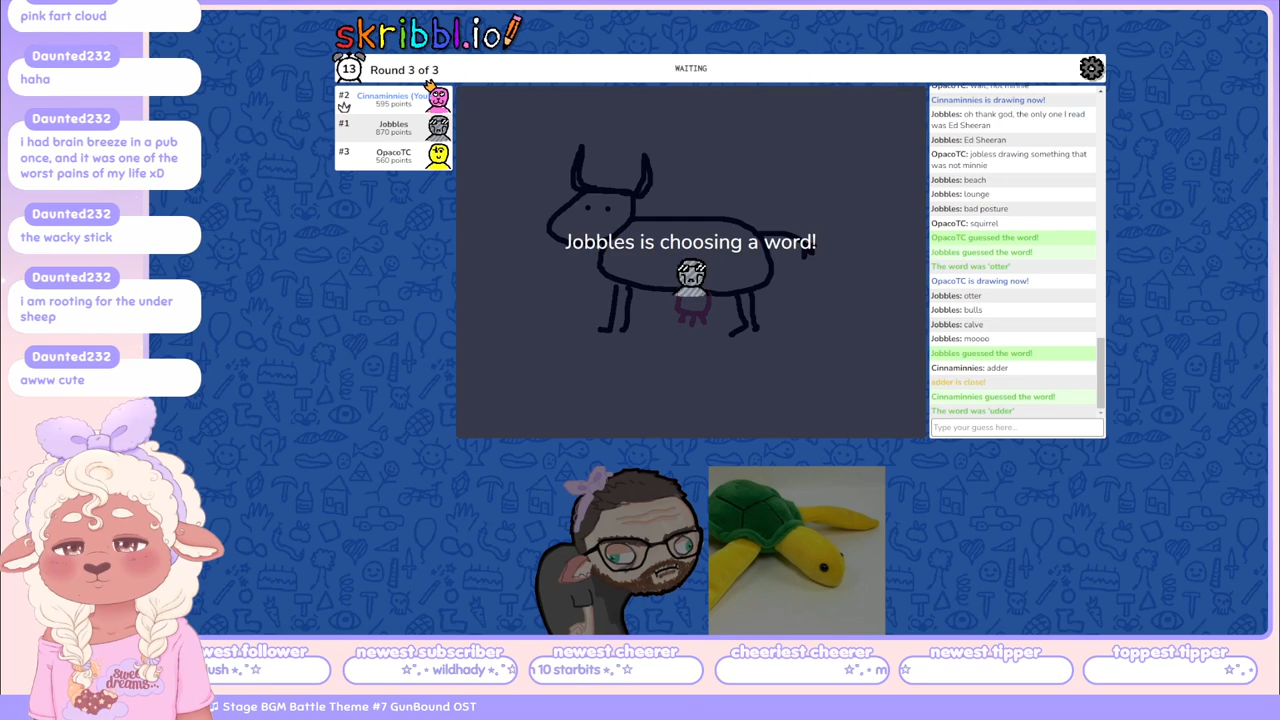 pink fart cloud
Daunted232
haha
Daunted232
i had brain breeze in a pub
once, and it was one of the
worst pains of my life xD
Daunted232
the wacky stick
Daunted232
i am rooting for the under
sheep
Daunted232
awww cute
skribbl.io
13
Round 3 of 3
WAITING
#2
Cinnaminnies (You
595 points
#1
Jobbles
870 points
#3
OpacoTC
560 points
Jobbles is choosing a word!
Cinnaminnies is drawing now!
Jobbles: oh thank god, the only one I read
was Ed Sheeran
Jobbles: Ed Sheeran
OpacoTC: jobless drawing something that
was not minnie
Jobbles: beach
Jobbles: lounge
Jobbles: bad posture
OpacoTC: squirrel
OpacoTC guessed the word!
Jobbles guessed the word!
The word was 'otter'
OpacoTC is drawing now!
Jobbles: otter
Jobbles: bulls
Jobbles: calve
Jobbles: moooo
Jobbles guessed the word!
Cinnaminnies: adder
adder is close!
Cinnaminnies guessed the word!
The word was 'udder'
Type your guess here...
sweet
dreams
west follower
lush
newest subscriber
wildhady
newest cheerer
10 starbits
cheeriest cheerer
m
newest tipper
toppest tipper
Stage BGM Battle Theme #7 GunBound OST